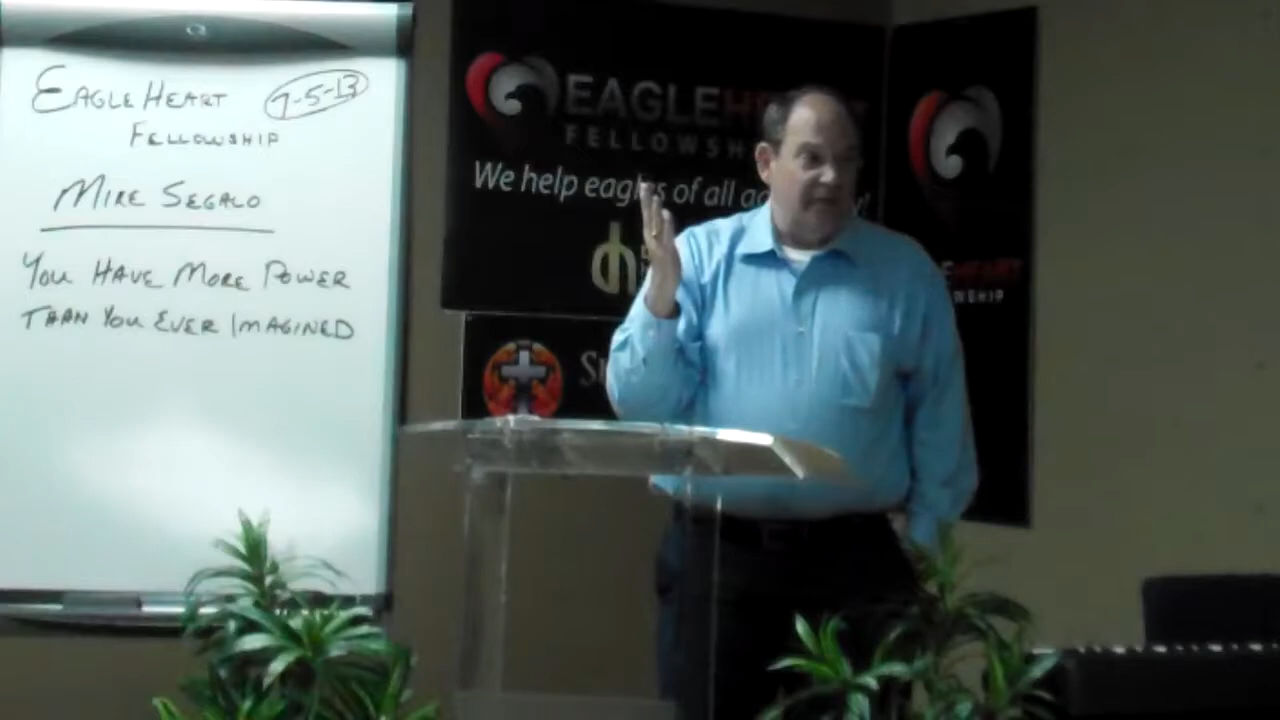 EAGLE HEART 7-5-13
FELLOWSHIP
MIKE SEGALO
YOU HAVE MORE POWER
THAN YOU EVER IMAGINED
EAGLEH
FELLOWSH
We help eagles of all